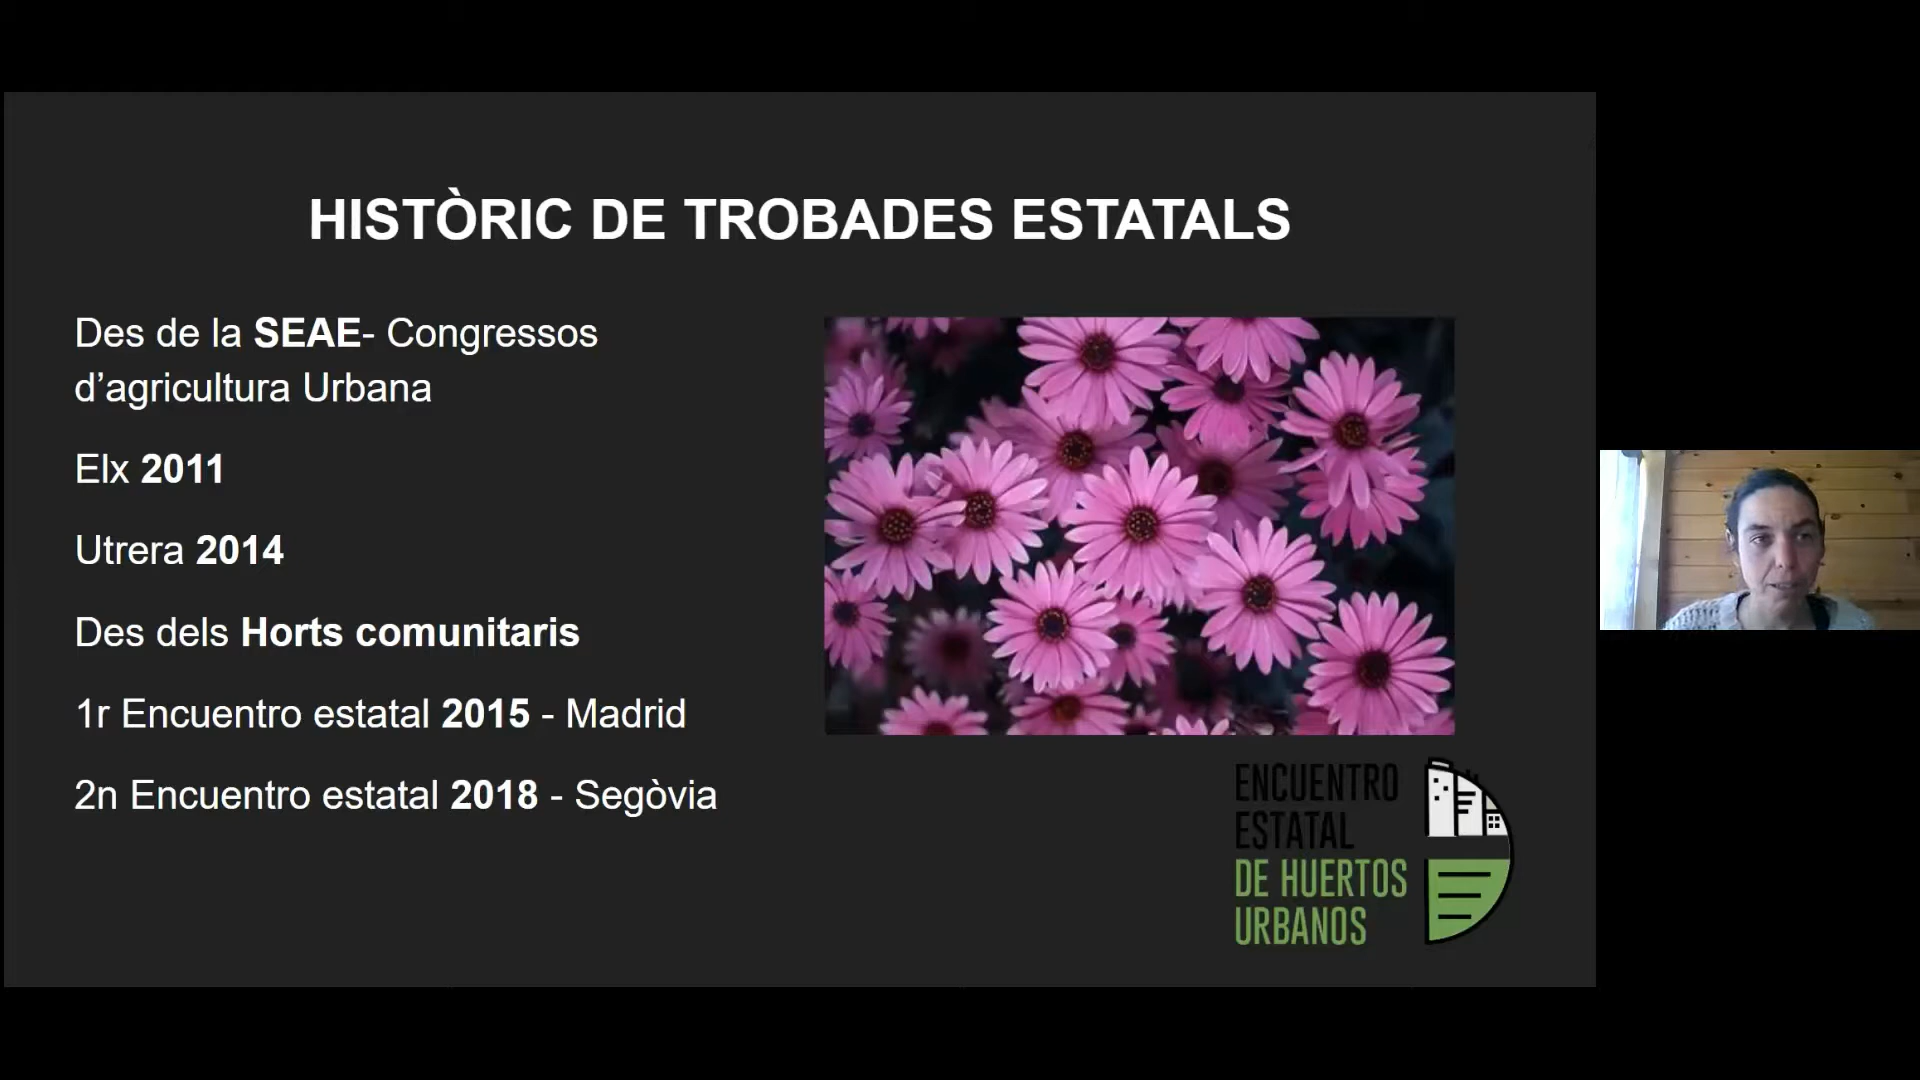 HISTÒRIC DE TROBADES ESTATALS
Des de la SEAE- Congressos
d’agricultura Urbana
Elx 2011
Utrera 2014
Des dels Horts comunitaris
1r Encuentro estatal 2015 - Madrid
2n Encuentro estatal 2018 - Segòvia
ENCUENTRO
ESTATAL
DE HUERTOS
URBANOS